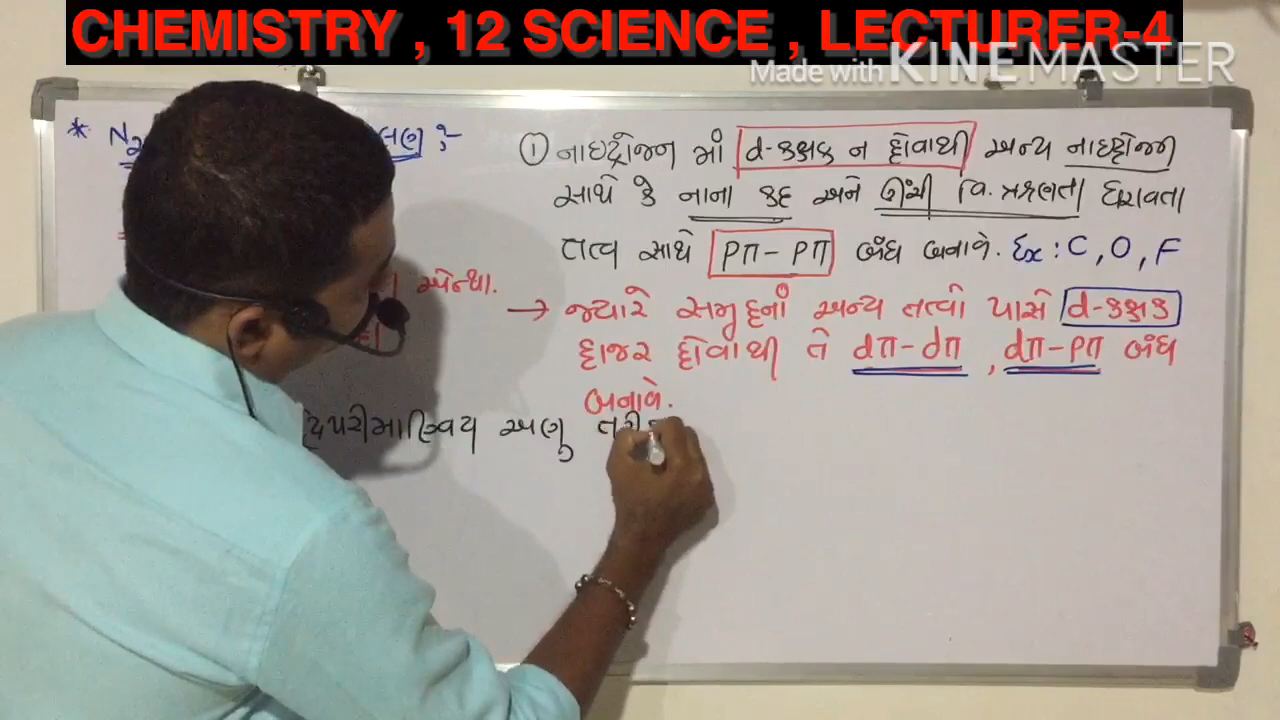 CHEMISTRY , 12 SCIENCE , LECTURER-4
Made with KINEMASTER
* N2
① નાઇટ્રોજન માં d-કક્ષક ન હોવાથી અન્ય નાઇટ્રોજન
સાથે કે નાના કદ અને ઊંચી વિ.ઋણતા ધરાવતા
તત્વ સાથે Pπ-Pπ બંધ બનાવે. Ex : C, O, F
→ જ્યારે સમૂહનાં અન્ય તત્વો પાસે d-કક્ષક
હાજર હોવાથી તે dπ-dπ , dπ-Pπ બંધ
બનાવે.
અણુ